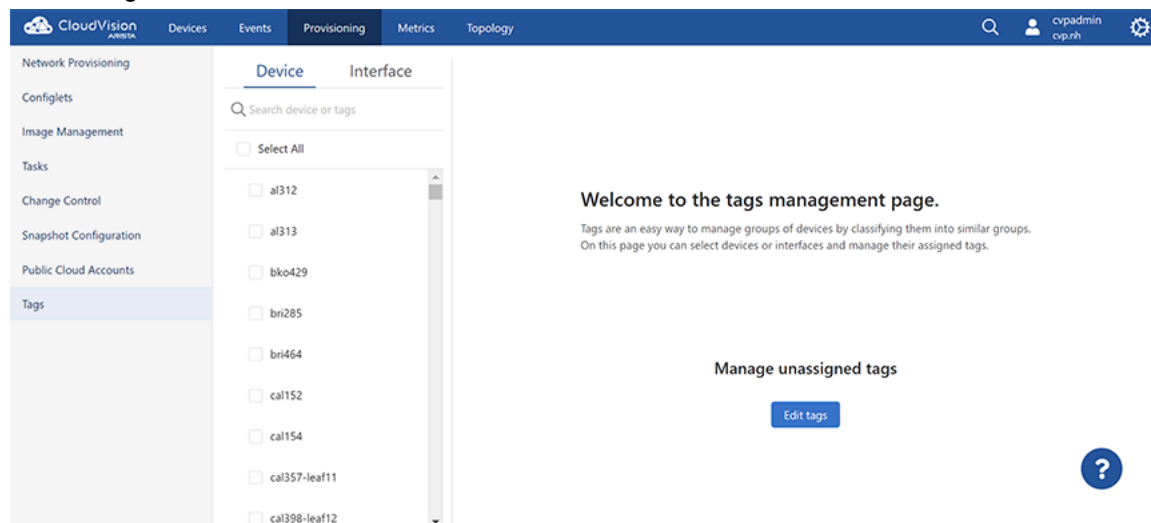 CloudVision
ARISTA
Devices
Events
Provisioning
Metrics
Topology
cvpadmin
cvp.nh
Network Provisioning
Configlets
Image Management
Tasks
Change Control
Snapshot Configuration
Public Cloud Accounts
Tags
Device
Interface
Search device or tags
Select All
al312
al313
bko429
bri285
bri464
cal152
cal154
cal357-leaf11
cal398-leaf12
Welcome to the tags management page.
Tags are an easy way to manage groups of devices by classifying them into similar groups.
On this page you can select devices or interfaces and manage their assigned tags.
Manage unassigned tags
Edit tags
?